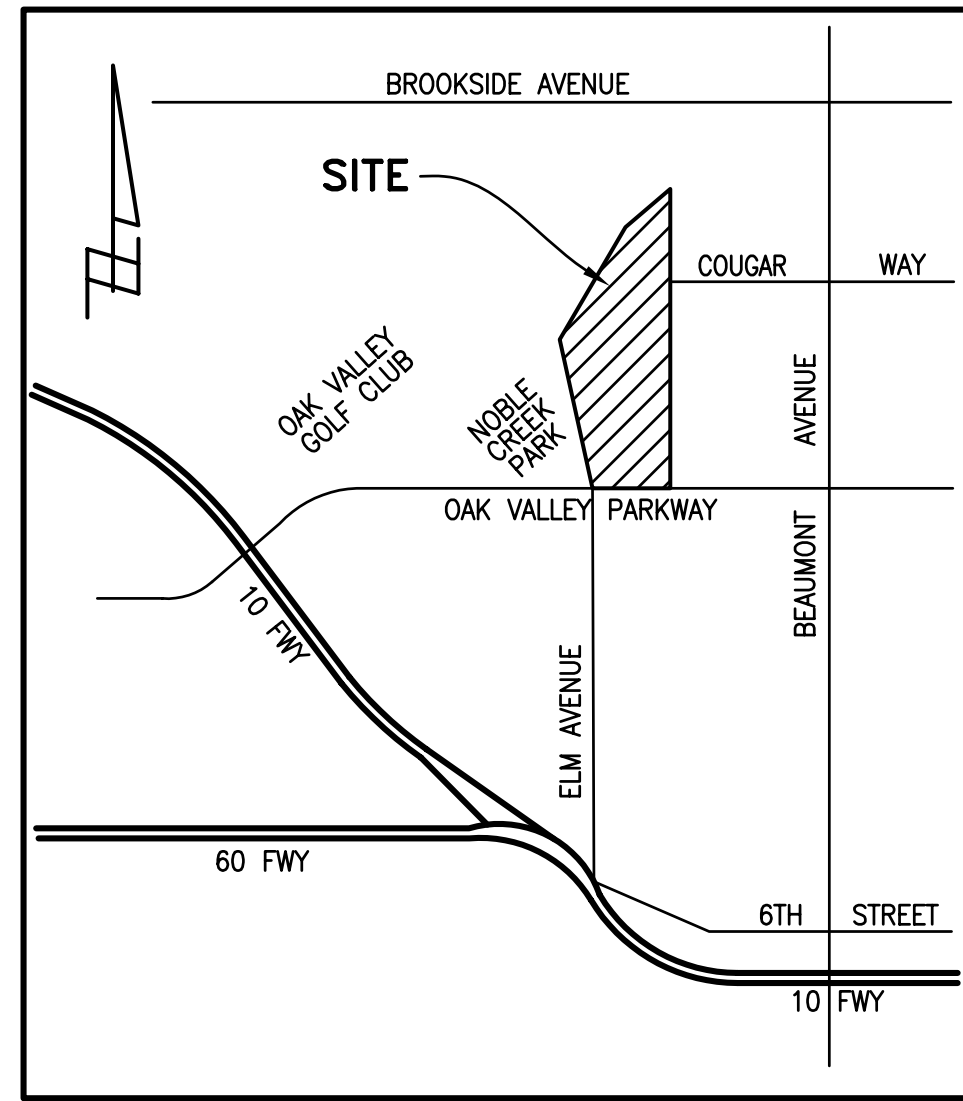 BROOKSIDE AVENUE
SITE
COUGAR WAY
OAK VALLEY
GOLF CLUB
NOBLE
CREEK
PARK
BEAUMONT AVENUE
OAK VALLEY PARKWAY
10 FWY
ELM AVENUE
60 FWY
6TH STREET
10 FWY